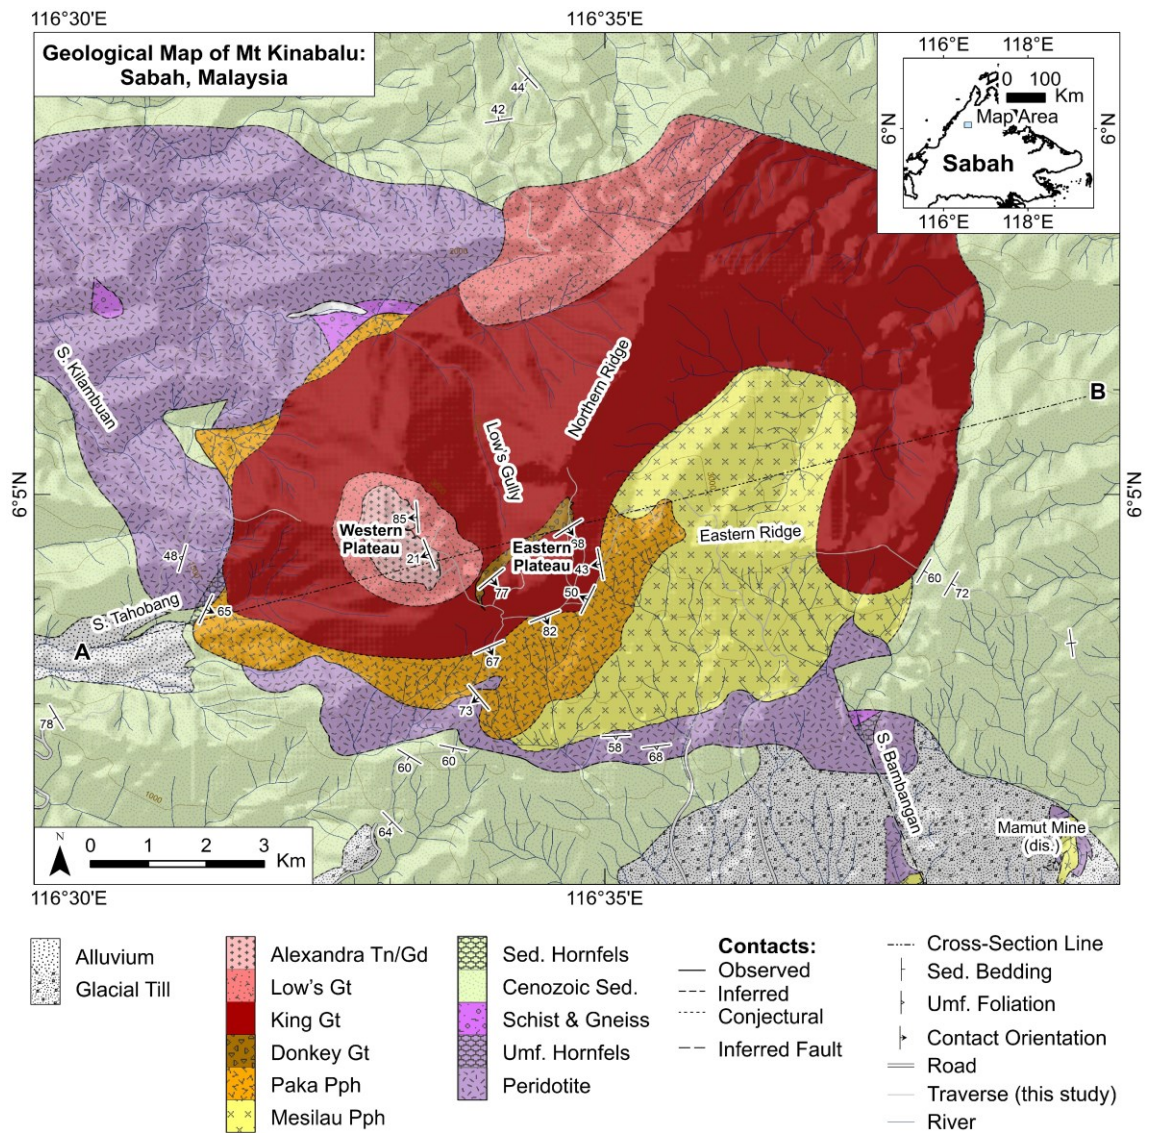 116°30'E
116°35'E
Geological Map of Mt Kinabalu:
Sabah, Malaysia
116°E
118°E
0 100
Km
Map Area
6°N
6°N
Sabah
116°E
118°E
44
42
2000
S. Kilambuan
Northern Ridge
Low's Gully
B
6°5'N
6°5'N
3000
Western
Plateau
85
21
Eastern
Plateau
68
43
50
77
82
67
73
Eastern Ridge
48
65
60
72
S. Tahobang
A
78
60
60
58
68
64
1000
S. Bambangan
Mamut Mine
(dis.)
N
0 1 2 3
Km
116°30'E
116°35'E
Alluvium
Glacial Till
Alexandra Tn/Gd
Low's Gt
King Gt
Donkey Gt
Paka Pph
Mesilau Pph
Sed. Hornfels
Cenozoic Sed.
Schist & Gneiss
Umf. Hornfels
Peridotite
Contacts:
Observed
Inferred
Conjectural
Inferred Fault
Cross-Section Line
Sed. Bedding
Umf. Foliation
Contact Orientation
Road
Traverse (this study)
River